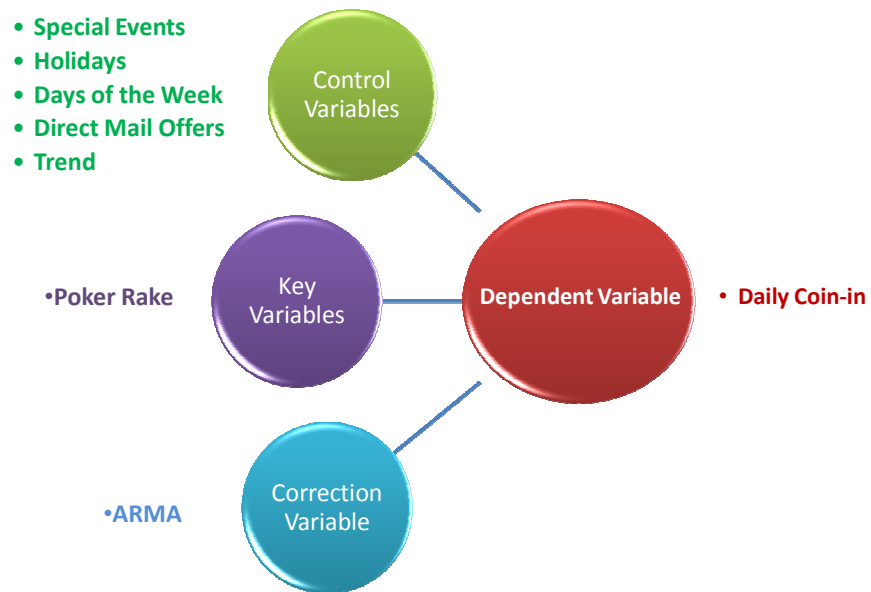 • Special Events
• Holidays
• Days of the Week
• Direct Mail Offers
• Trend
Control
Variables
•Poker Rake
Key
Variables
Dependent Variable
• Daily Coin-in
•ARMA
Correction
Variable